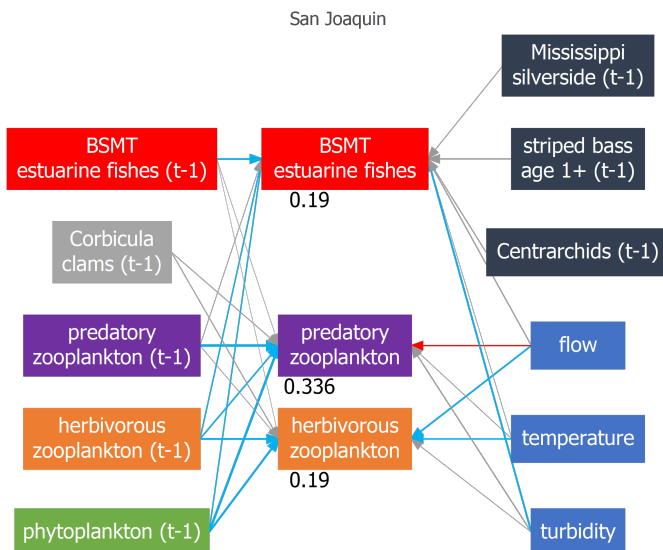 San Joaquin
Mississippi
silverside (t-1)
BSMT
estuarine fishes (t-1)
BSMT
estuarine fishes
0.19
striped bass
age 1+ (t-1)
Corbicula
clams (t-1)
Centrarchids (t-1)
predatory
zooplankton (t-1)
predatory
zooplankton
0.336
flow
herbivorous
zooplankton (t-1)
herbivorous
zooplankton
0.19
temperature
phytoplankton (t-1)
turbidity